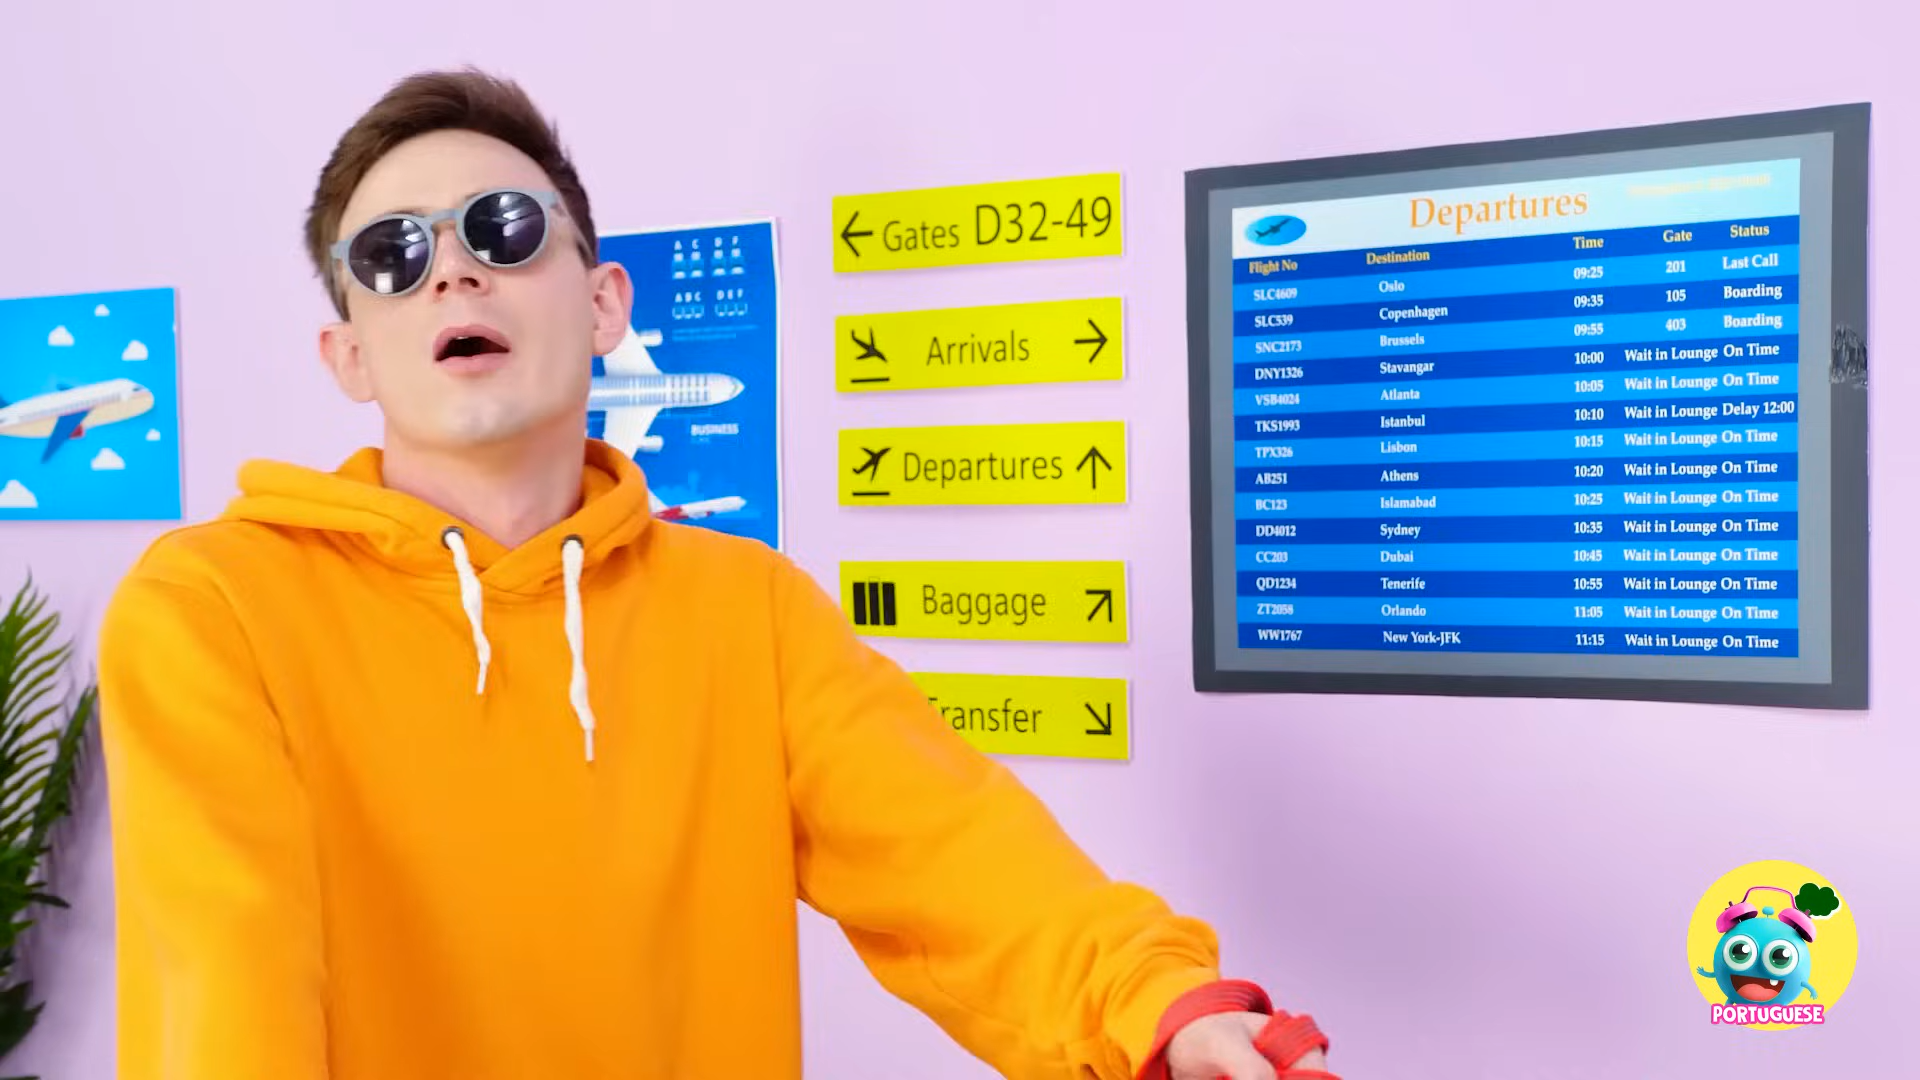 A C D F
A B C D E F
BUSINESS
Gates D32-49
Arrivals
Departures
Baggage
Transfer
Departures
Flight No Destination Time Gate Status
SLC4609 Oslo 09:25 201 Last Call
SLC539 Copenhagen 09:35 105 Boarding
SNC2173 Brussels 09:55 403 Boarding
DNY1326 Stavangar 10:00 Wait in Lounge On Time
VSB4024 Atlanta 10:05 Wait in Lounge On Time
TKS1993 Istanbul 10:10 Wait in Lounge Delay 12:00
TPX326 Lisbon 10:15 Wait in Lounge On Time
AB251 Athens 10:20 Wait in Lounge On Time
BC123 Islamabad 10:25 Wait in Lounge On Time
DD4012 Sydney 10:35 Wait in Lounge On Time
CC203 Dubai 10:45 Wait in Lounge On Time
QD1234 Tenerife 10:55 Wait in Lounge On Time
ZT2058 Orlando 11:05 Wait in Lounge On Time
WW1767 New York-JFK 11:15 Wait in Lounge On Time
PORTUGUESE